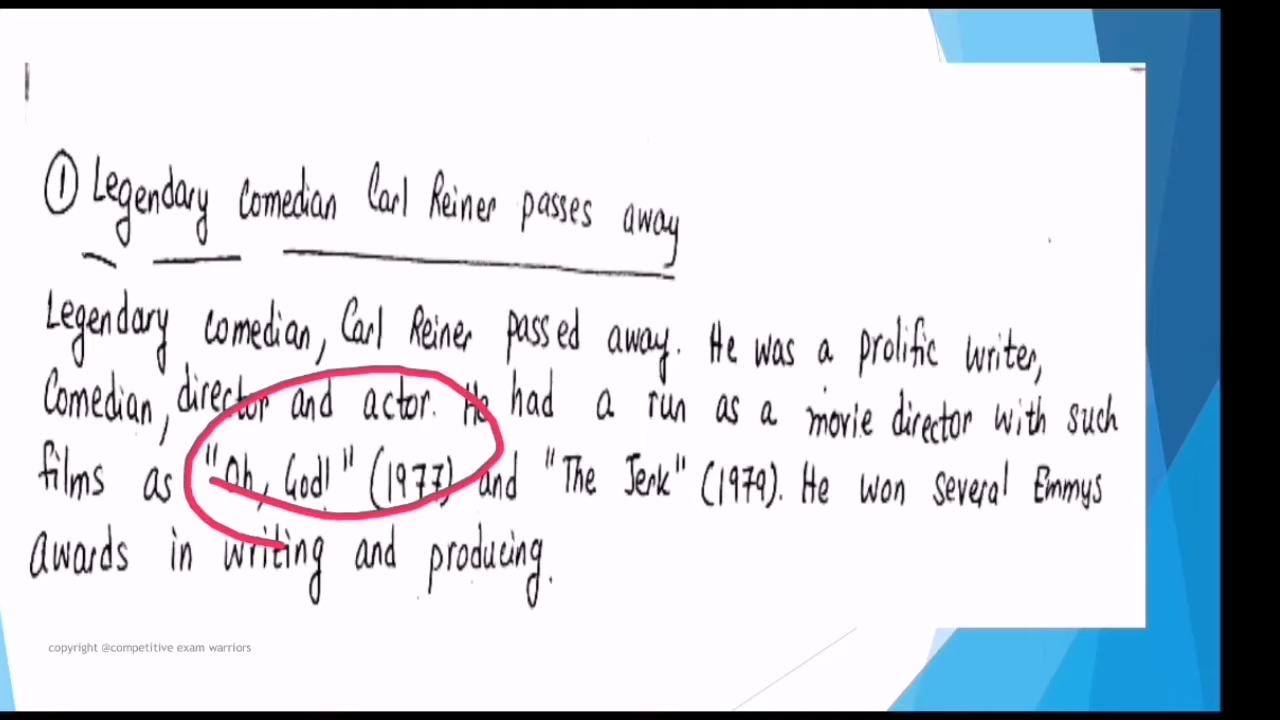 ① Legendary comedian Carl Reiner passes away
Legendary comedian, Carl Reiner passed away. He was a prolific writer,
Comedian, director and actor. He had a run as a movie director with such
films as "Oh, God!" (1977) and "The Jerk" (1979). He won several Emmys
awards in writing and producing.
copyright @competitive exam warriors